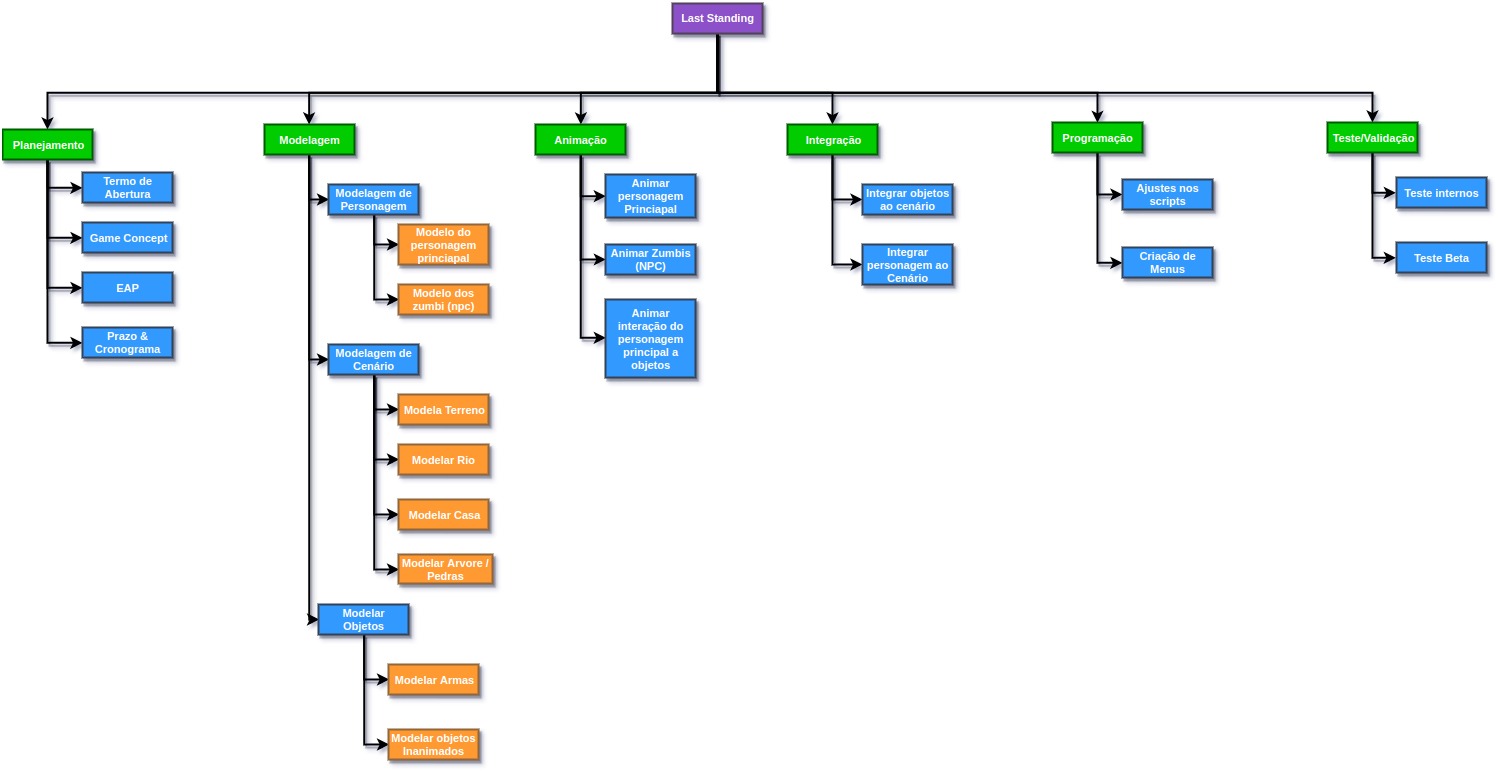 Last Standing
Planejamento
Termo de
Abertura
Game Concept
EAP
Prazo &
Cronograma
Modelagem
Modelagem de
Personagem
Modelo do
personagem
princiapal
Modelo dos
zumbi (npc)
Modelagem de
Cenário
Modela Terreno
Modelar Rio
Modelar Casa
Modelar Arvore /
Pedras
Modelar
Objetos
Modelar Armas
Modelar objetos
Inanimados
Animação
Animar
personagem
Princiapal
Animar Zumbis
(NPC)
Animar
interação do
personagem
principal a
objetos
Integração
Integrar objetos
ao cenário
Integrar
personagem ao
Cenário
Programação
Ajustes nos
scripts
Criação de
Menus
Teste/Validação
Teste internos
Teste Beta